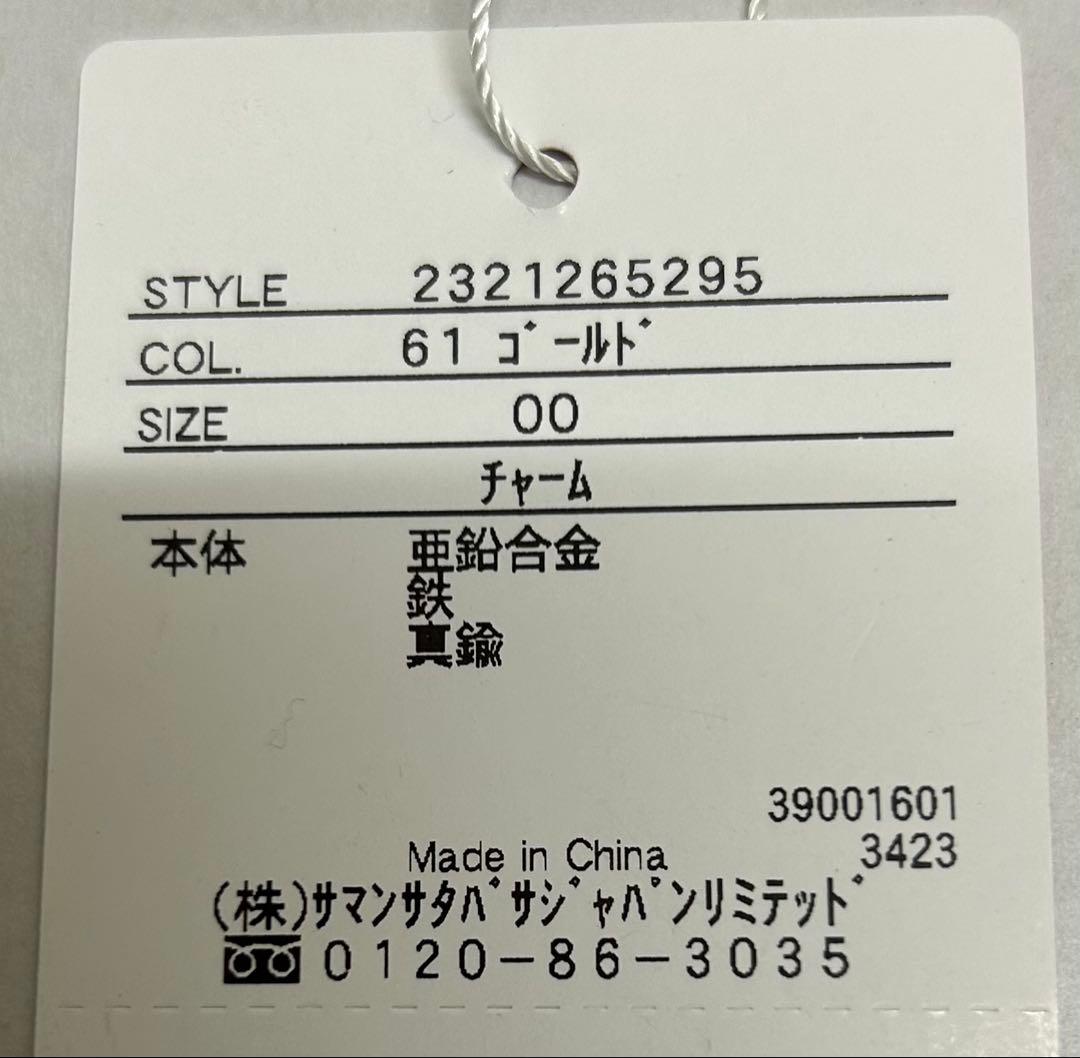 STYLE 2321265295
COL. 61 ｺﾞｰﾙﾄﾞ
SIZE 00
ﾁｬｰﾑ
本体 亜鉛合金
鉄
真鍮
39001601
Made in China 3423
(株)ｻﾏﾝｻﾀﾊﾞｻｼﾞｬﾊﾟﾝﾘﾐﾃｯﾄﾞ
0120-86-3035